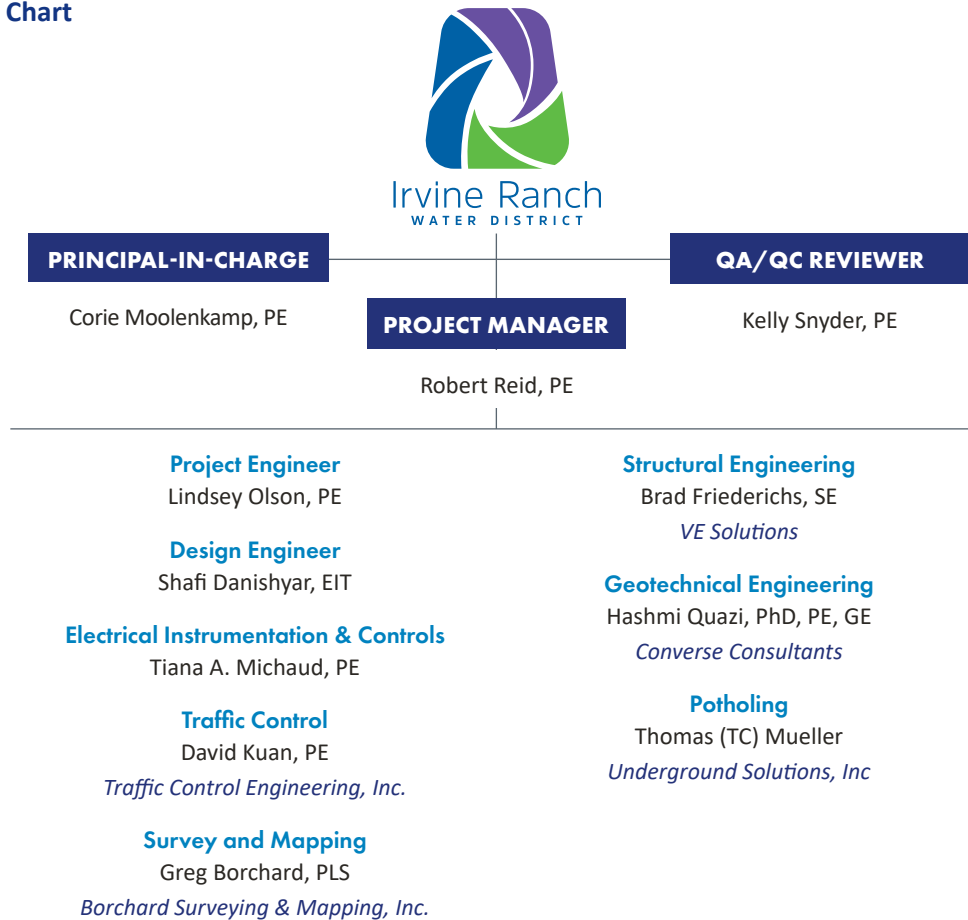 Chart
Irvine Ranch
WATER DISTRICT
PRINCIPAL-IN-CHARGE
Corie Moolenkamp, PE
QA/QC REVIEWER
Kelly Snyder, PE
PROJECT MANAGER
Robert Reid, PE
Project Engineer
Lindsey Olson, PE
Design Engineer
Shafi Danishyar, EIT
Electrical Instrumentation & Controls
Tiana A. Michaud, PE
Traffic Control
David Kuan, PE
Traffic Control Engineering, Inc.
Survey and Mapping
Greg Borchard, PLS
Borchard Surveying & Mapping, Inc.
Structural Engineering
Brad Friederichs, SE
VE Solutions
Geotechnical Engineering
Hashmi Quazi, PhD, PE, GE
Converse Consultants
Potholing
Thomas (TC) Mueller
Underground Solutions, Inc